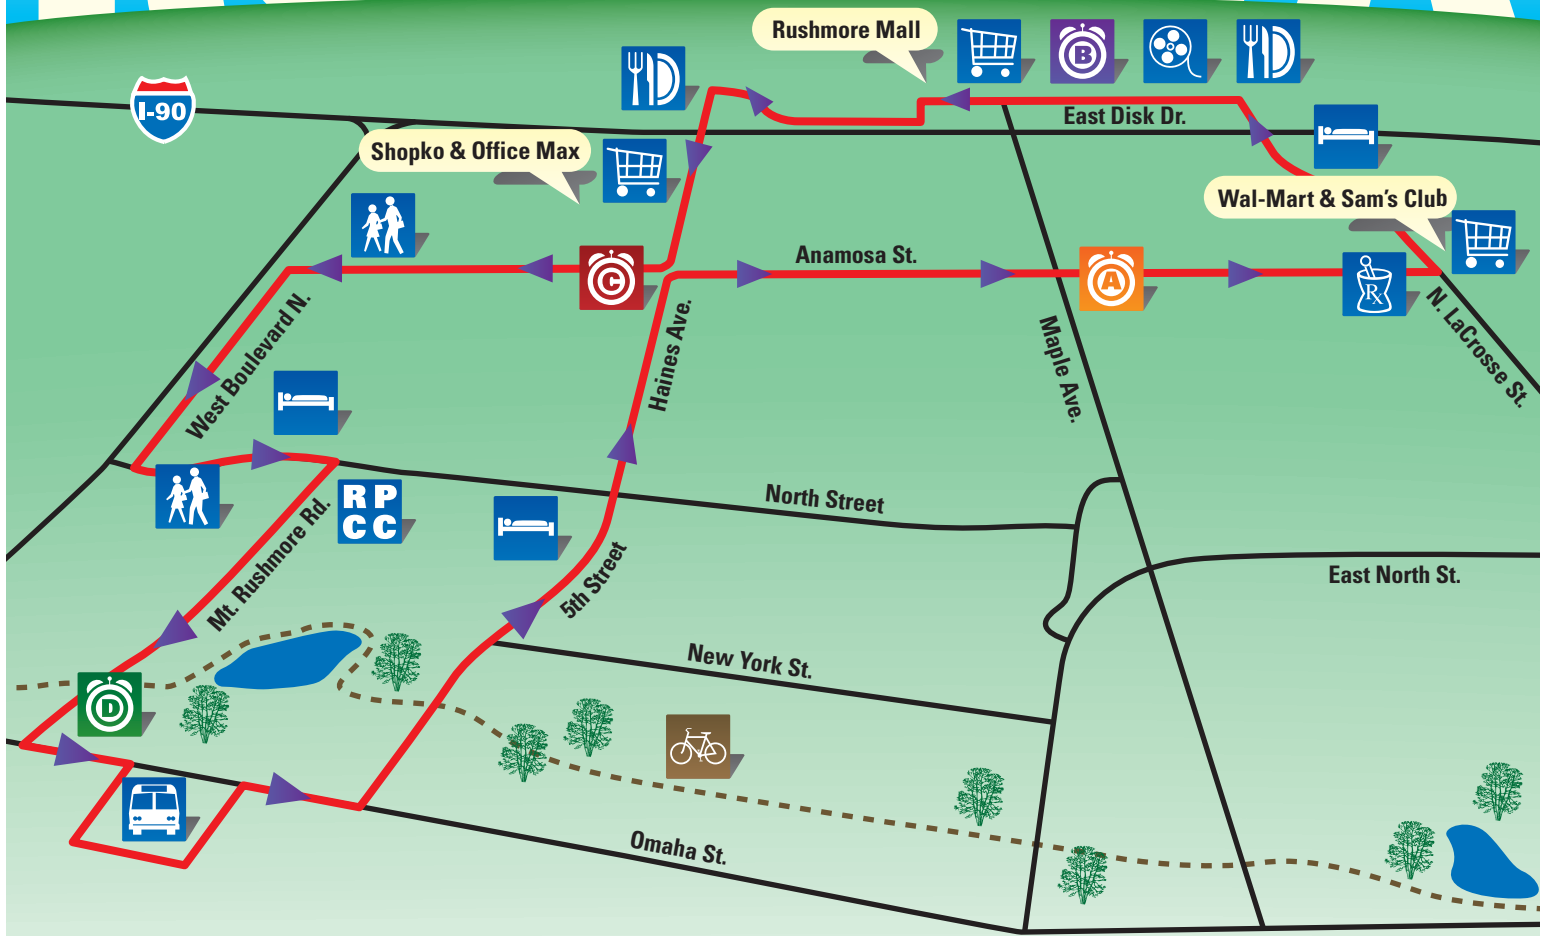 Rushmore Mall
B
I-90
East Disk Dr.
Shopko & Office Max
Wal-Mart & Sam's Club
Anamosa St.
C
A
Rx
N. LaCrosse St.
West Boulevard N.
Haines Ave.
Maple Ave.
R P
C C
North Street
Mt. Rushmore Rd.
5th Street
East North St.
New York St.
D
Omaha St.